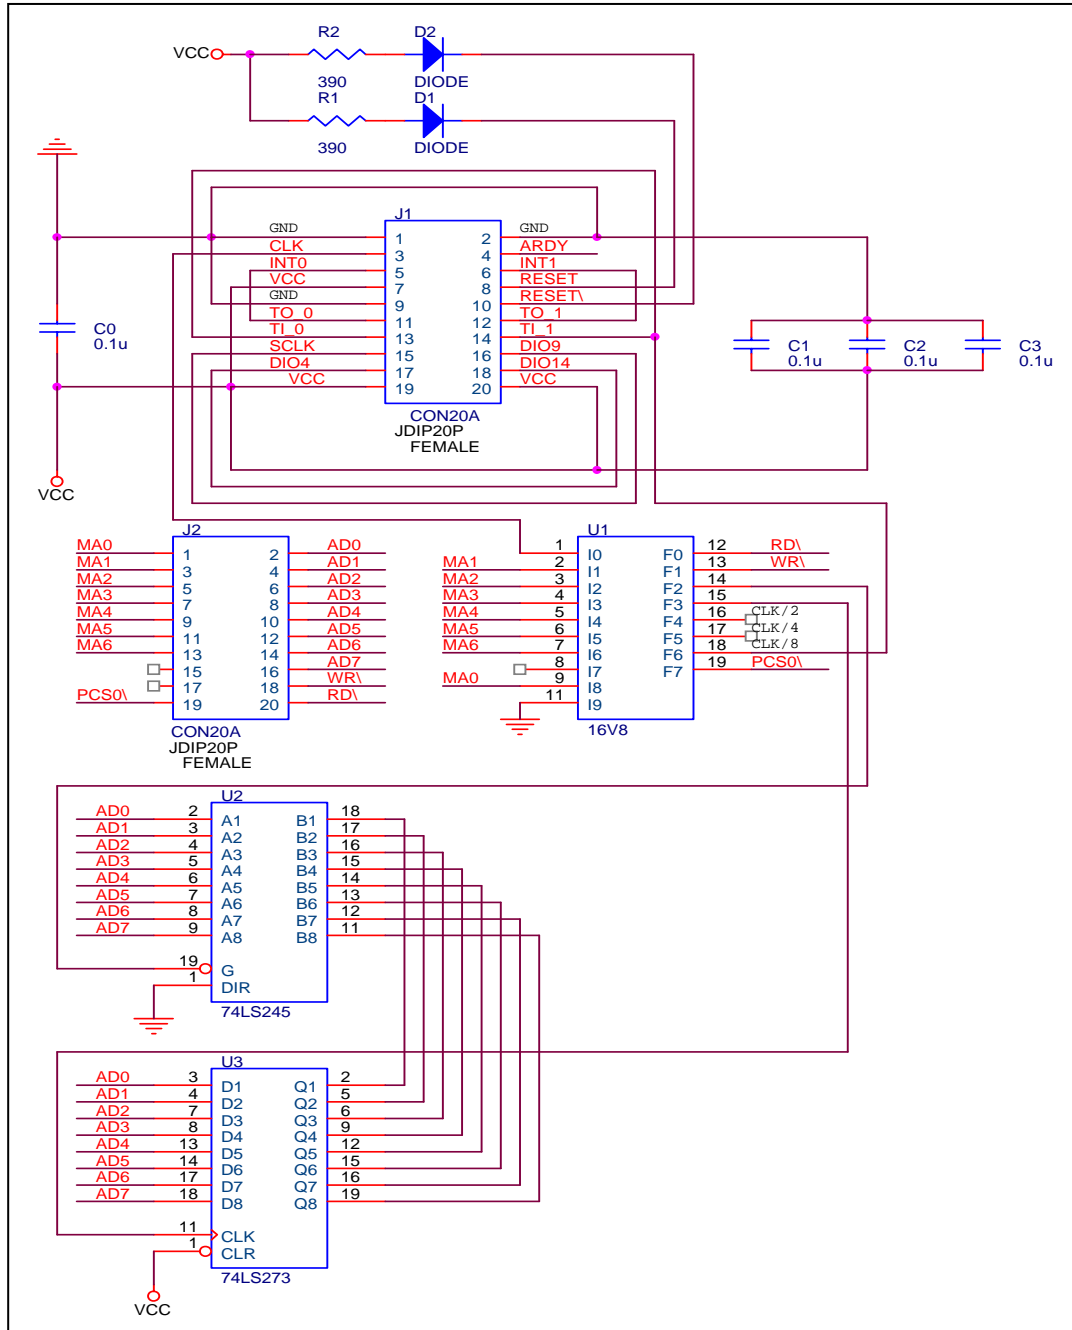 R2 D2
VCC
390 DIODE
R1 D1
390 DIODE
J1
GND 1 2 GND
CLK 3 4 ARDY
INT0 5 6 INT1
VCC 7 8 RESET
GND 9 10 RESET\
TO_0 11 12 TO_1
TI_0 13 14 TI_1
SCLK 15 16 DIO9
DIO4 17 18 DIO14
VCC 19 20 VCC
C0
0.1u
C1 C2 C3
0.1u 0.1u 0.1u
CON20A
JDIP20P
FEMALE
VCC
J2
MA0 1 2 AD0
MA1 3 4 AD1
MA2 5 6 AD2
MA3 7 8 AD3
MA4 9 10 AD4
MA5 11 12 AD5
MA6 13 14 AD6
15 16 AD7
17 18 WR\
PCS0\ 19 20 RD\
CON20A
JDIP20P
FEMALE
U1
1 I0 F0 12 RD\
MA1 2 I1 F1 13 WR\
MA2 3 I2 F2 14
MA3 4 I3 F3 15
MA4 5 I4 F4 16 CLK/2
MA5 6 I5 F5 17 CLK/4
MA6 7 I6 F6 18 CLK/8
8 I7 F7 19 PCS0\
MA0 9 I8
11 I9
16V8
U2
AD0 2 A1 B1 18
AD1 3 A2 B2 17
AD2 4 A3 B3 16
AD3 5 A4 B4 15
AD4 6 A5 B5 14
AD5 7 A6 B6 13
AD6 8 A7 B7 12
AD7 9 A8 B8 11
19 G
1 DIR
74LS245
U3
AD0 3 D1 Q1 2
AD1 4 D2 Q2 5
AD2 7 D3 Q3 6
AD3 8 D4 Q4 9
AD4 13 D5 Q5 12
AD5 14 D6 Q6 15
AD6 17 D7 Q7 16
AD7 18 D8 Q8 19
11 CLK
1 CLR
74LS273
VCC